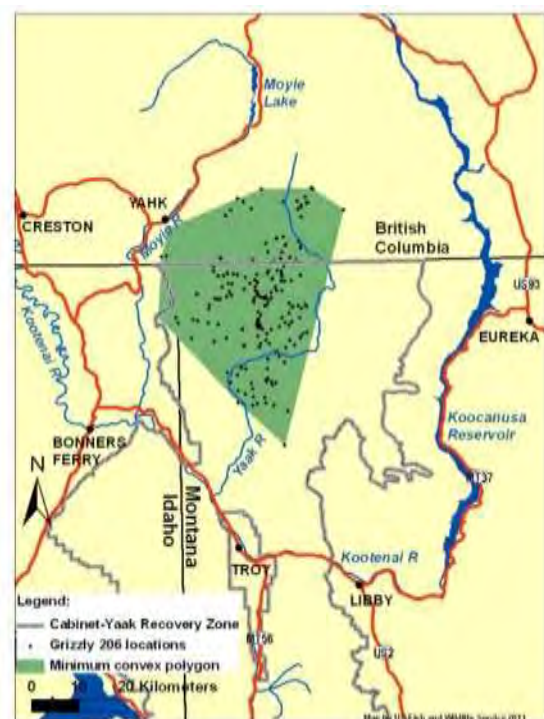 Moyie
Lake
YAHK
CRESTON
Moyie R
British
Columbia
US93
Kootenai R
EUREKA
Koocanusa
Reservoir
BONNERS
FERRY
Yaak R
N
MT37
Montana
Idaho
TROY
Kootenai R
LIBBY
MT56
US2
Legend:
Cabinet-Yaak Recovery Zone
Grizzly 206 locations
Minimum convex polygon
0 10 20 Kilometers